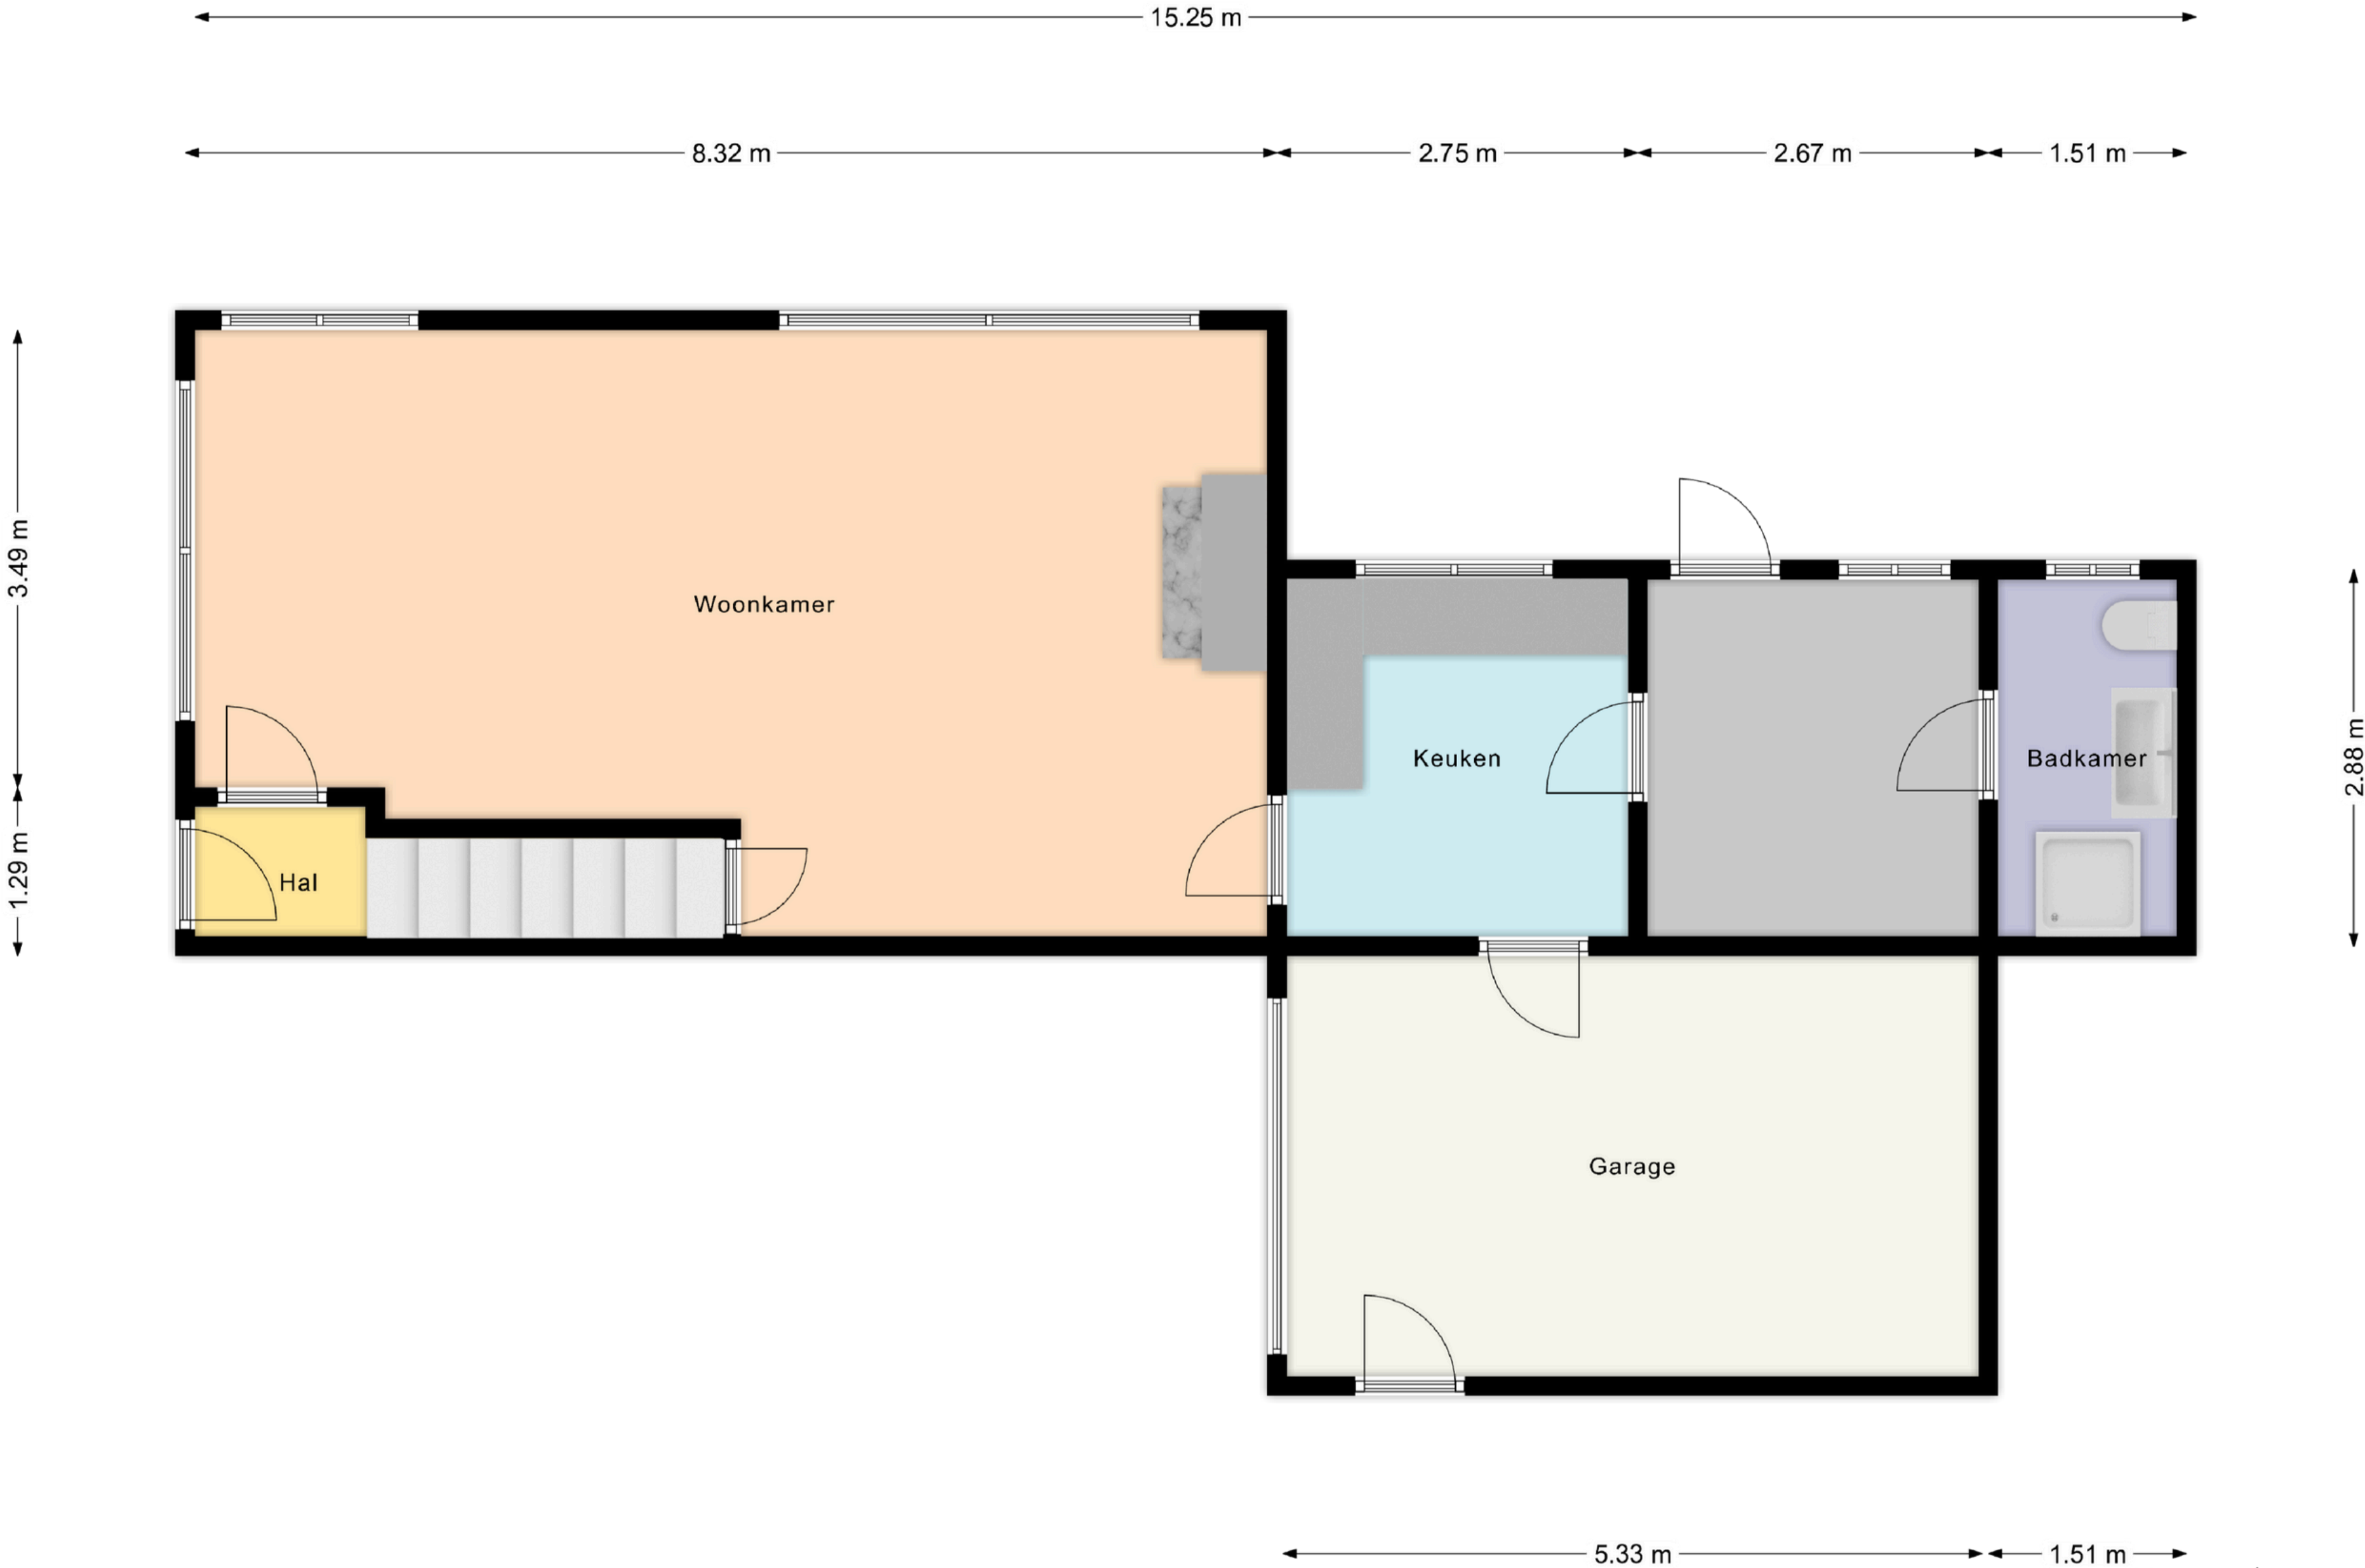 15.25 m
8.32 m
2.75 m
2.67 m
1.51 m
3.49 m
Woonkamer
Keuken
Badkamer
2.88 m
1.29 m
Hal
Garage
5.33 m
1.51 m